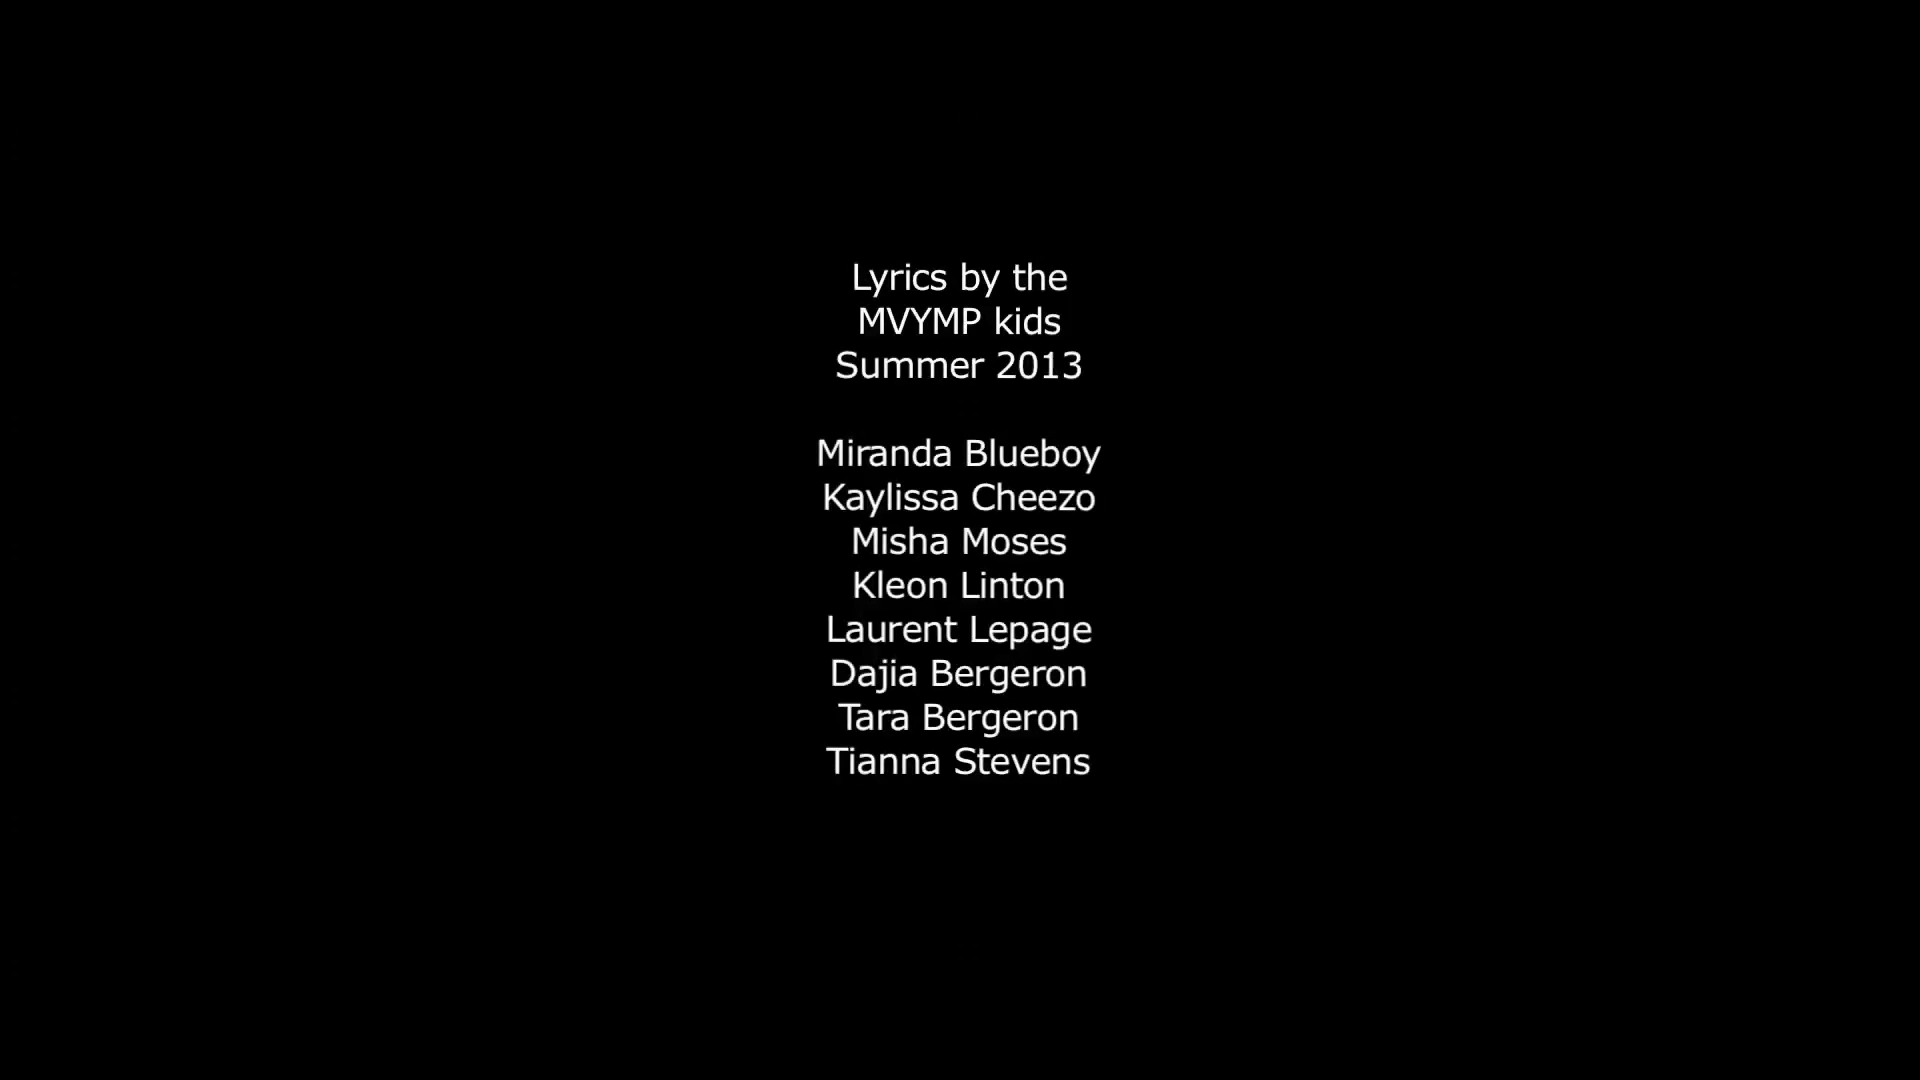 Lyrics by the
MVYMP kids
Summer 2013
Miranda Blueboy
Kaylissa Cheezo
Misha Moses
Kleon Linton
Laurent Lepage
Dajia Bergeron
Tara Bergeron
Tianna Stevens